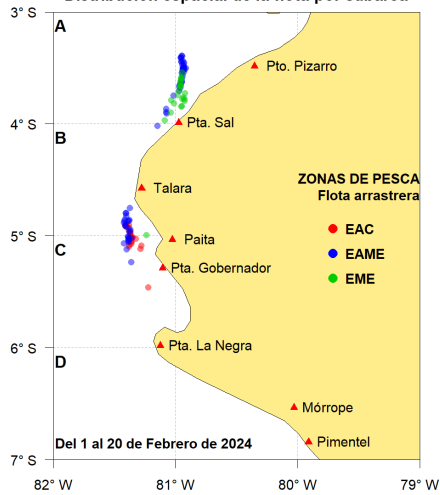 Distribución espacial de la flota por subárea
3° S
A
Pto. Pizarro
4° S
Pta. Sal
B
ZONAS DE PESCA
Flota arrastrera
Talara
EAC
5° S
Paita
C
EAME
Pta. Gobernador
EME
6° S
Pta. La Negra
D
Mórrope
Del 1 al 20 de Febrero de 2024
Pimentel
7° S
82° W 81° W 80° W 79° W